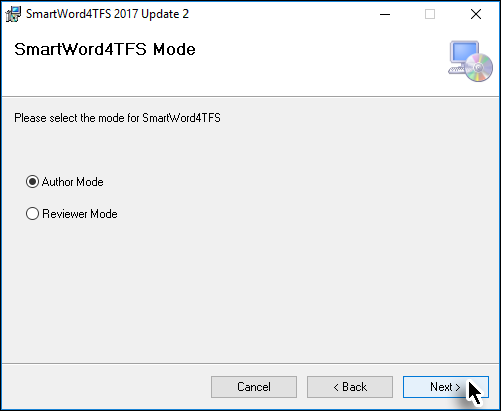 SmartWord4TFS 2017 Update 2
SmartWord4TFS Mode
Please select the mode for SmartWord4TFS
Author Mode
Reviewer Mode
Cancel
< Back
Next >